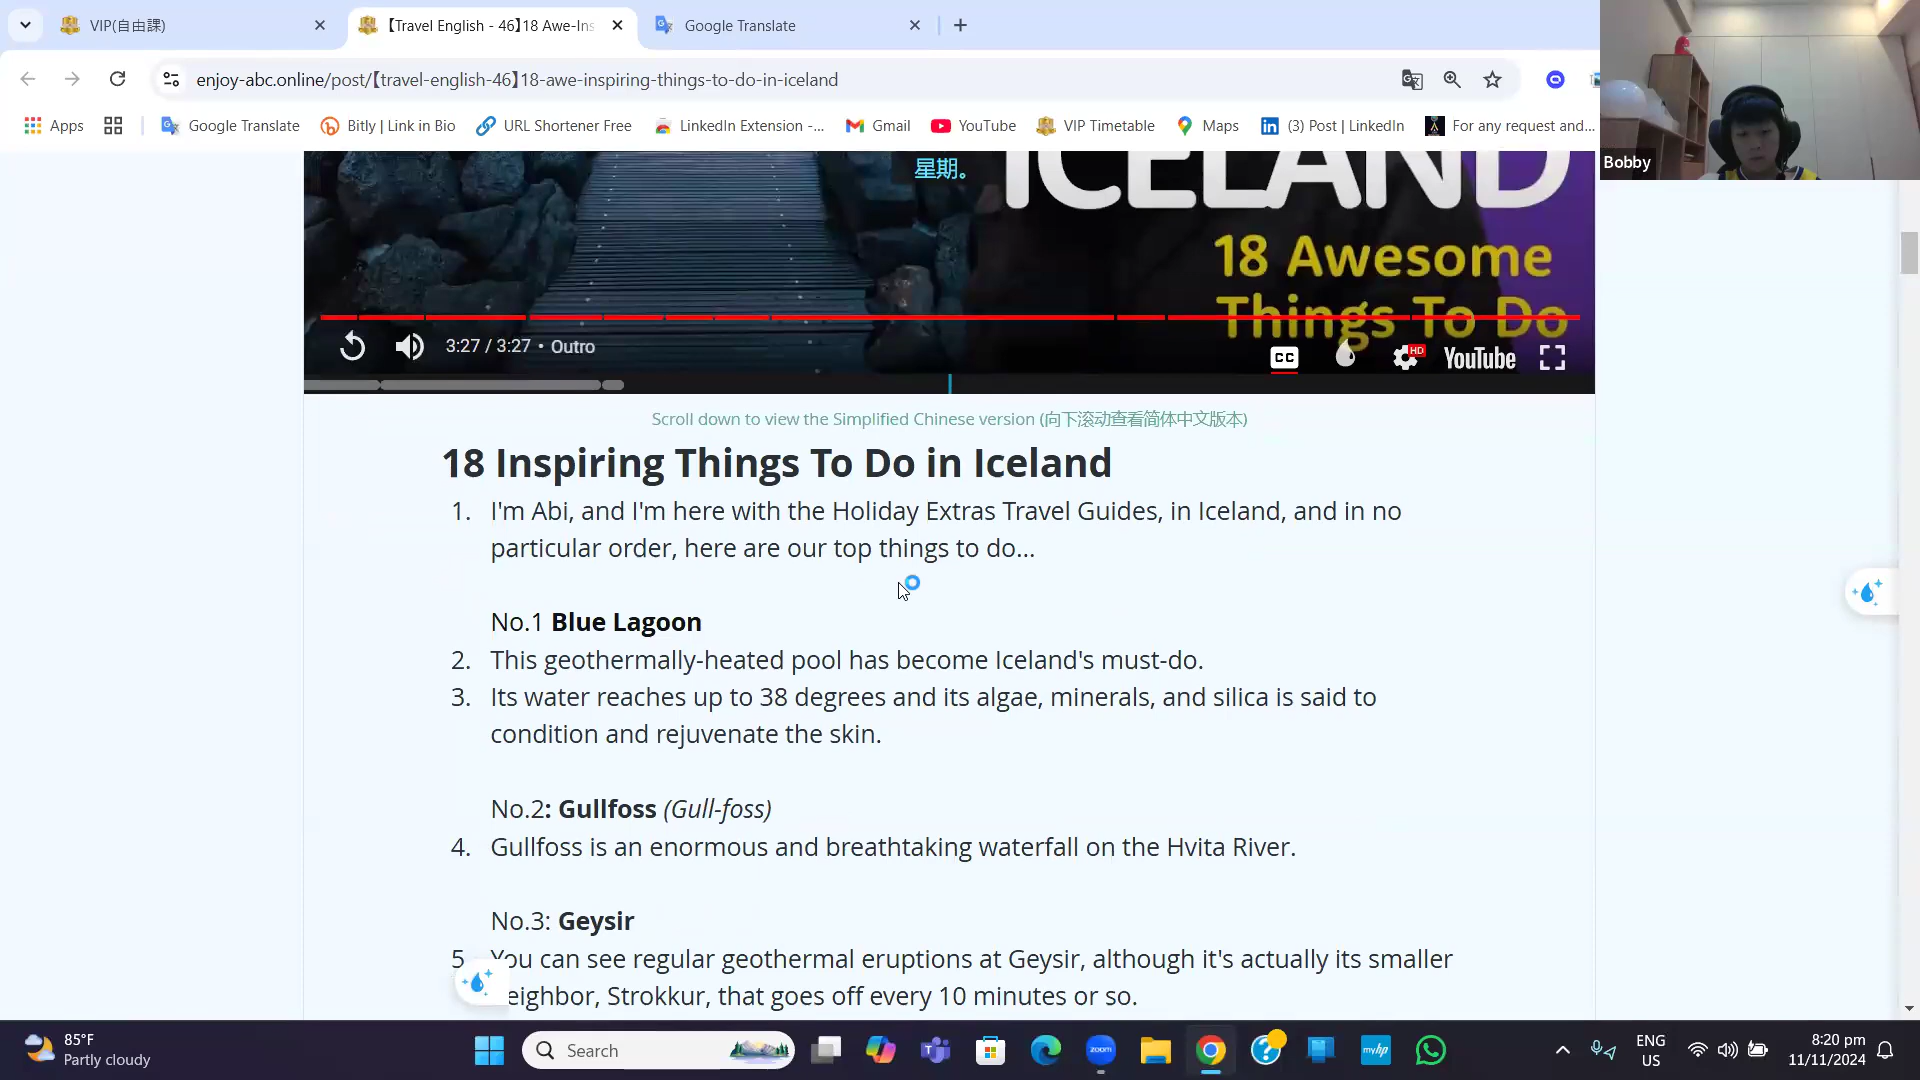 VIP(自由課)
【Travel English - 46】18 Awe-Ins
Google Translate
enjoy-abc.online/post/【travel-english-46】18-awe-inspiring-things-to-do-in-iceland
Apps
Google Translate
Bitly | Link in Bio
URL Shortener Free
LinkedIn Extension -...
Gmail
YouTube
VIP Timetable
Maps
(3) Post | LinkedIn
For any request and...
Bobby
星期。
ICELAND
18 Awesome
Things To Do
3:27 / 3:27 • Outro
CC
HD
YouTube
Scroll down to view the Simplified Chinese version (向下滚动查看简体中文版本)
18 Inspiring Things To Do in Iceland
1. I'm Abi, and I'm here with the Holiday Extras Travel Guides, in Iceland, and in no
particular order, here are our top things to do...
No.1 Blue Lagoon
2. This geothermally-heated pool has become Iceland's must-do.
3. Its water reaches up to 38 degrees and its algae, minerals, and silica is said to
condition and rejuvenate the skin.
No.2: Gullfoss (Gull-foss)
4. Gullfoss is an enormous and breathtaking waterfall on the Hvita River.
No.3: Geysir
5. You can see regular geothermal eruptions at Geysir, although it's actually its smaller
eighbor, Strokkur, that goes off every 10 minutes or so.
85°F
Partly cloudy
Search
zoom
myhp
ENG
US
8:20 pm
11/11/2024